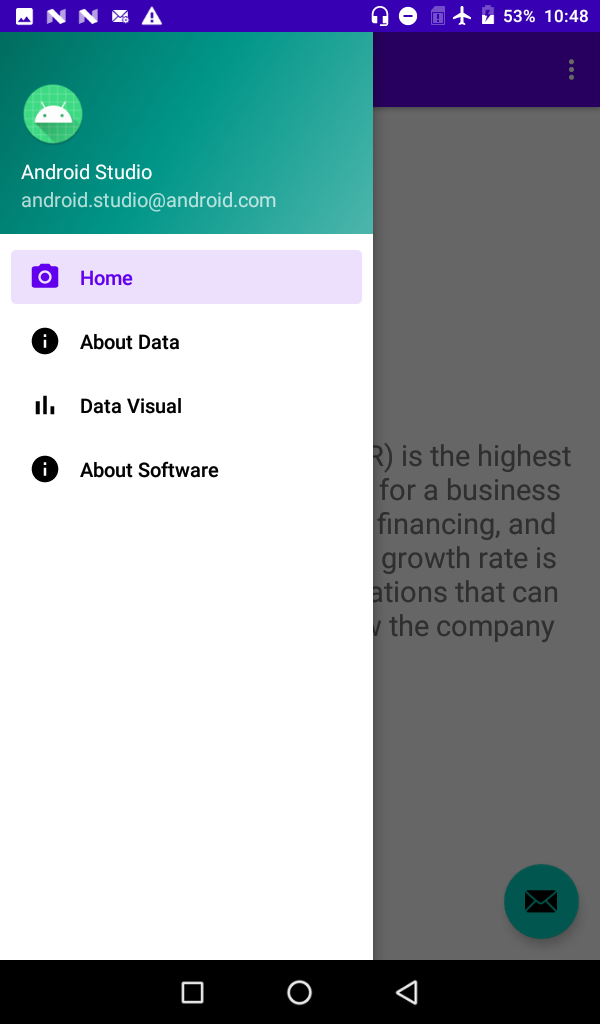 53% 10:48
Android Studio
android.studio@android.com
Home
About Data
Data Visual
About Software
R) is the highest
for a business
financing, and
growth rate is
ations that can
the company